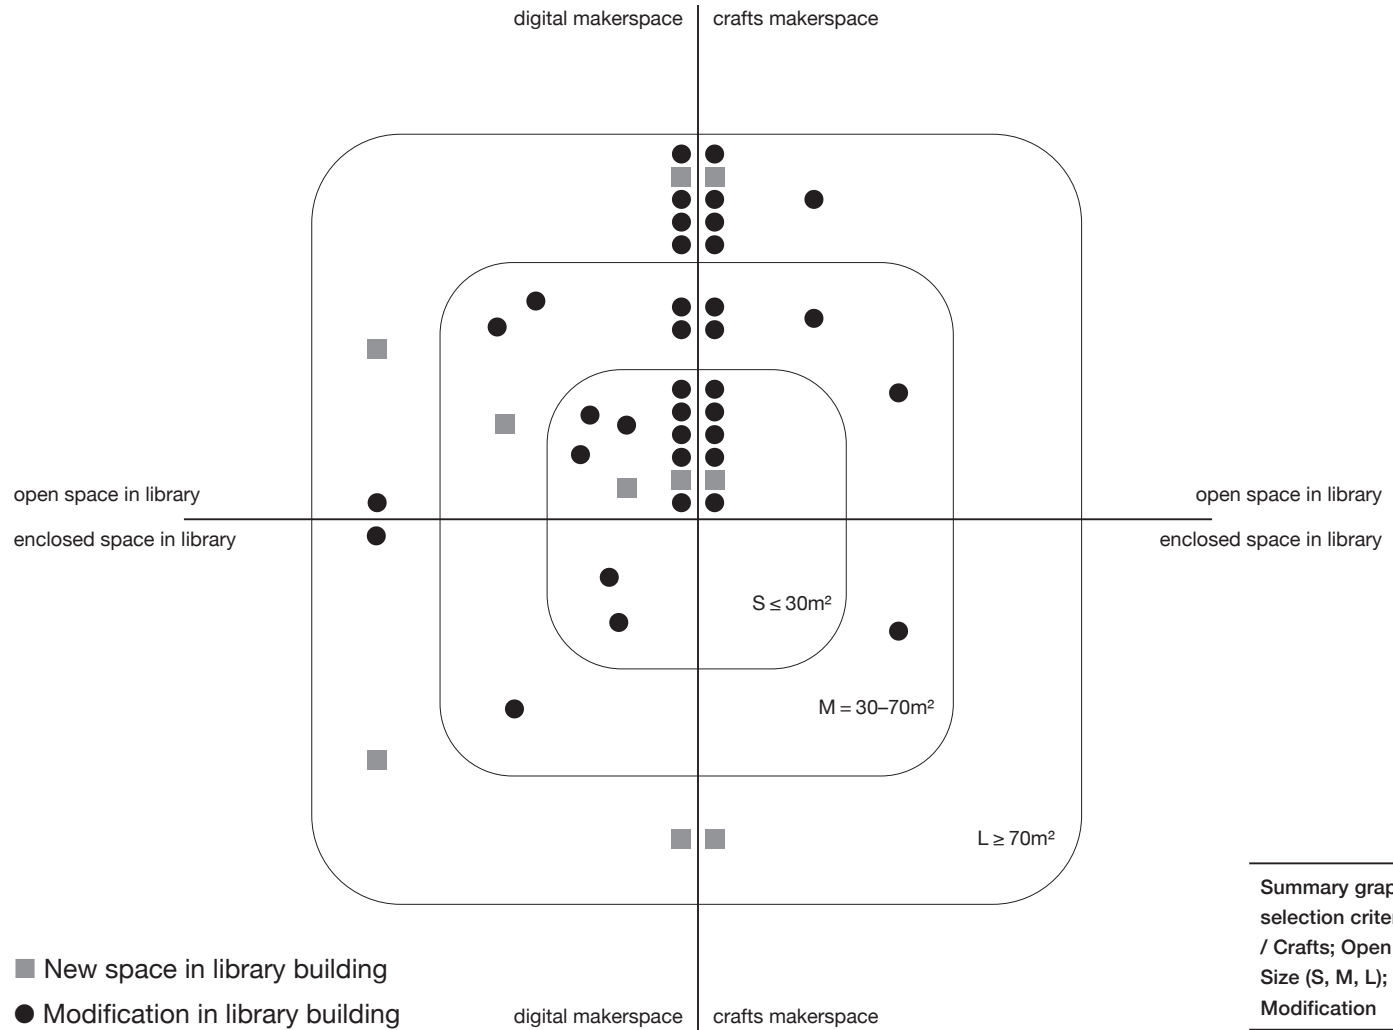 digital makerspace
crafts makerspace
open space in library
open space in library
enclosed space in library
enclosed space in library
S ≤ 30m²
M = 30–70m²
L ≥ 70m²
Summary
selection
/ Crafts; Open
Size (S, M, L);
Modification
New space in library building
Modification in library building
digital makerspace
crafts makerspace